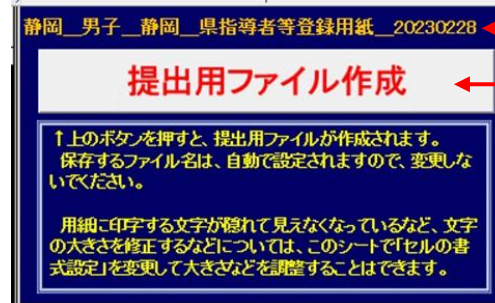 静岡__男子__静岡__県指導者等登録用紙__20230228
提出用ファイル作成
↑上のボタンを押すと、提出用ファイルが作成されます。
保存するファイル名は、自動で設定されますので、変更しな
いでください。
用紙に印字する文字が隠れて見えなくなっているなど、文字
の大きさを修正するなどについては、このシートで「セルの書
式設定」を変更して大きさなどを調整することはできます。